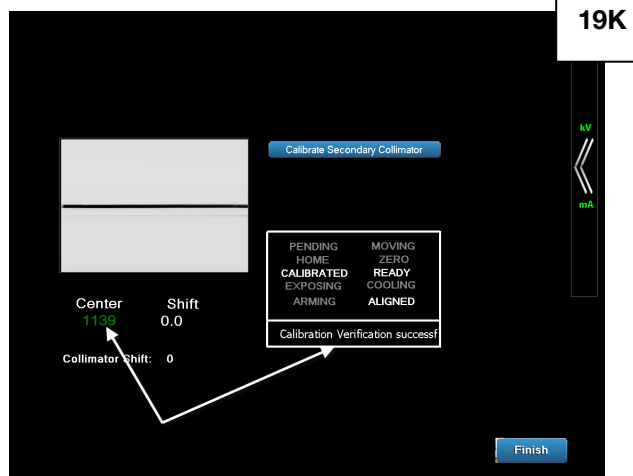 19K
Calibrate Secondary Collimator
kV
mA
PENDING MOVING
HOME ZERO
CALIBRATED READY
EXPOSING COOLING
ARMING ALIGNED
Calibration Verification successf
Center Shift
1139 0.0
Collimator Shift: 0
Finish